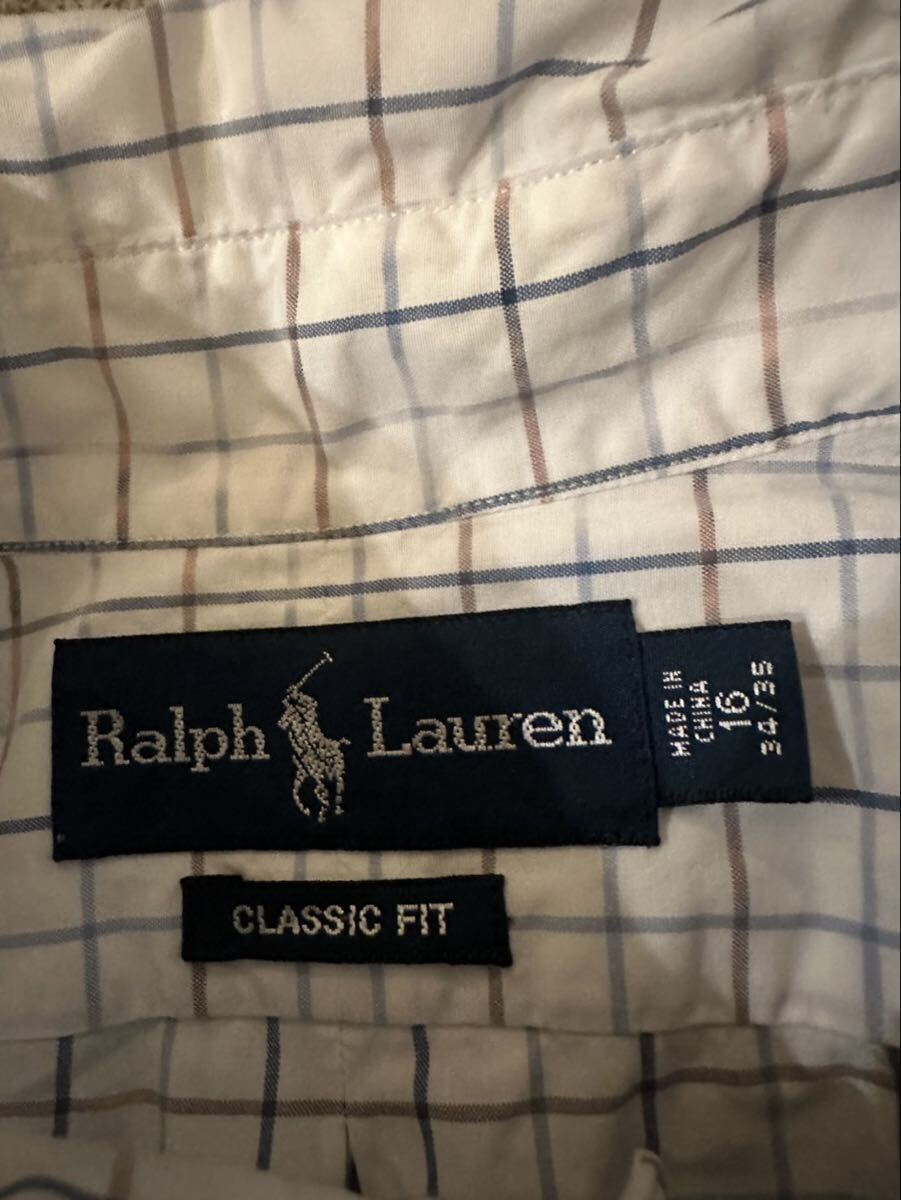 Ralph Lauren
MADE IN
CHINA
16
34/35
CLASSIC FIT